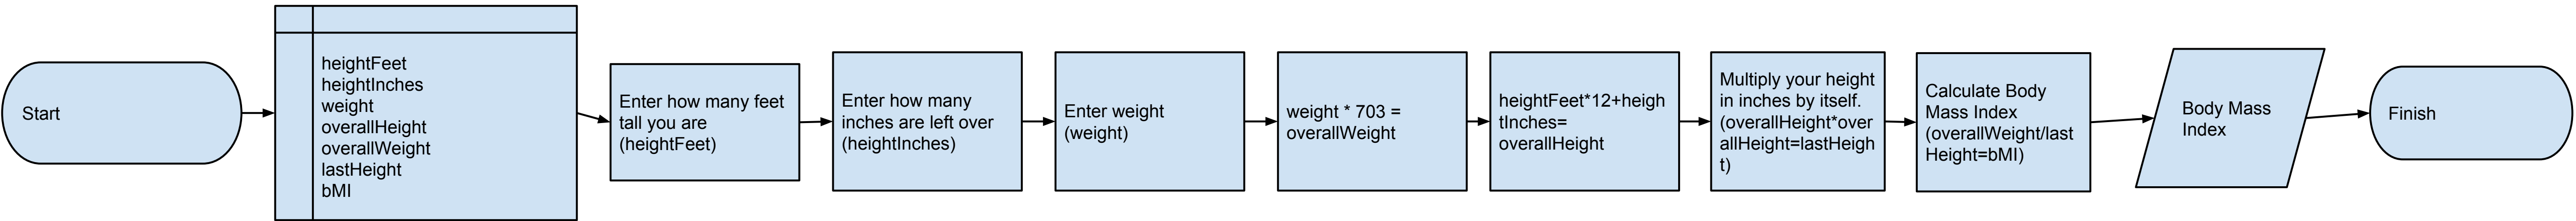 Start
heightFeet
heightInches
weight
overallHeight
overallWeight
lastHeight
bMI
Enter how many feet
tall you are
(heightFeet)
Enter how many
inches are left over
(heightInches)
Enter weight
(weight)
weight * 703 =
overallWeight
heightFeet*12+heigh
tInches=
overallHeight
Multiply your height
in inches by itself.
(overallHeight*over
allHeight=lastHeigh
t)
Calculate Body
Mass Index
(overallWeight/last
Height=bMI)
Body Mass
Index
Finish